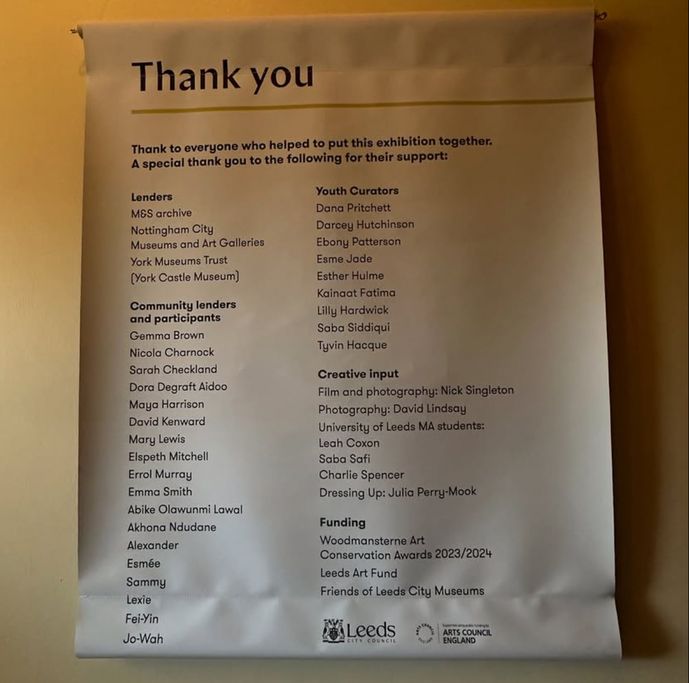 Thank you
Thank to everyone who helped to put this exhibition together.
A special thank you to the following for their support:
Lenders
M&S archive
Nottingham City
Museums and Art Galleries
York Museums Trust
(York Castle Museum)
Community lenders
and participants
Gemma Brown
Nicola Charnock
Sarah Checkland
Dora Degraft Aidoo
Maya Harrison
David Kenward
Mary Lewis
Elspeth Mitchell
Errol Murray
Emma Smith
Abike Olawunmi Lawal
Akhona Ndudane
Alexander
Esmée
Sammy
Lexie
Fei-Yin
Jo-Wah
Youth Curators
Dana Pritchett
Darcey Hutchinson
Ebony Patterson
Esme Jade
Esther Hulme
Kainaat Fatima
Lilly Hardwick
Saba Siddiqui
Tyvin Hacque
Creative input
Film and photography: Nick Singleton
Photography: David Lindsay
University of Leeds MA students:
Leah Coxon
Saba Safi
Charlie Spencer
Dressing Up: Julia Perry-Mook
Funding
Woodmansterne Art
Conservation Awards 2023/2024
Leeds Art Fund
Friends of Leeds City Museums
Leeds
CITY COUNCIL
ARTS COUNCIL
ENGLAND